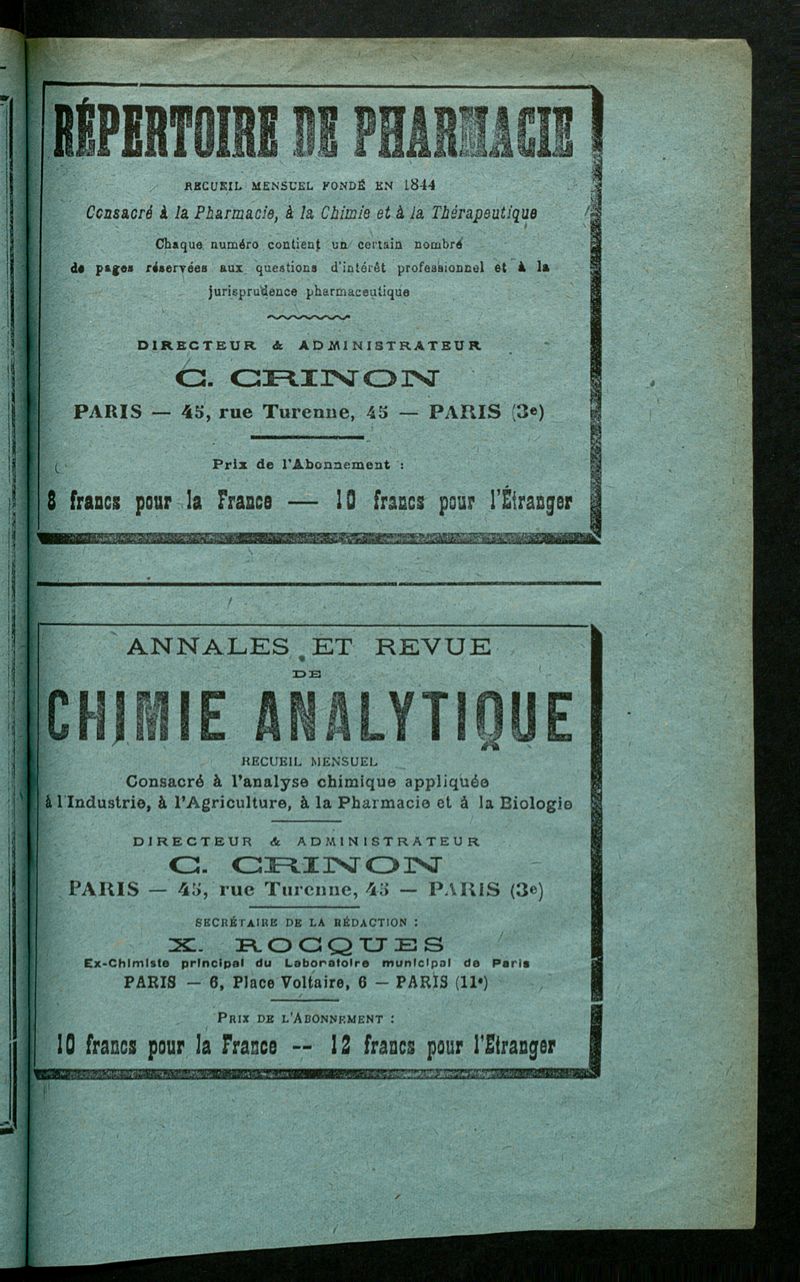 RÉPERTOIRE DE PHARMACIE
RECUEIL MENSUEL FONDÉ EN 1844
Consacré à la Pharmacie, à la Chimie et à la Thérapeutique
Chaque numéro contient un certain nombre
de pages réservées aux questions d'intérêt professionnel et à la
jurisprudence pharmaceutique
DIRECTEUR & ADMINISTRATEUR
C. CRINON
PARIS — 45, rue Turenne, 45 — PARIS (3e)
Prix de l'Abonnement :
8 francs pour la France — 10 francs pour l'Étranger
ANNALES ET REVUE
DE
CHIMIE ANALYTIQUE
RECUEIL MENSUEL
Consacré à l'analyse chimique appliquée
à l'Industrie, à l'Agriculture, à la Pharmacie et à la Biologie
DIRECTEUR & ADMINISTRATEUR
C. CRINON
PARIS — 45, rue Turenne, 45 — PARIS (3e)
SECRÉTAIRE DE LA RÉDACTION :
X. ROCQUES
Ex-Chimiste principal du Laboratoire municipal de Paris
PARIS — 6, Place Voltaire, 6 — PARIS (11e)
PRIX DE L'ABONNEMENT :
10 francs pour la France -- 12 francs pour l'Etranger